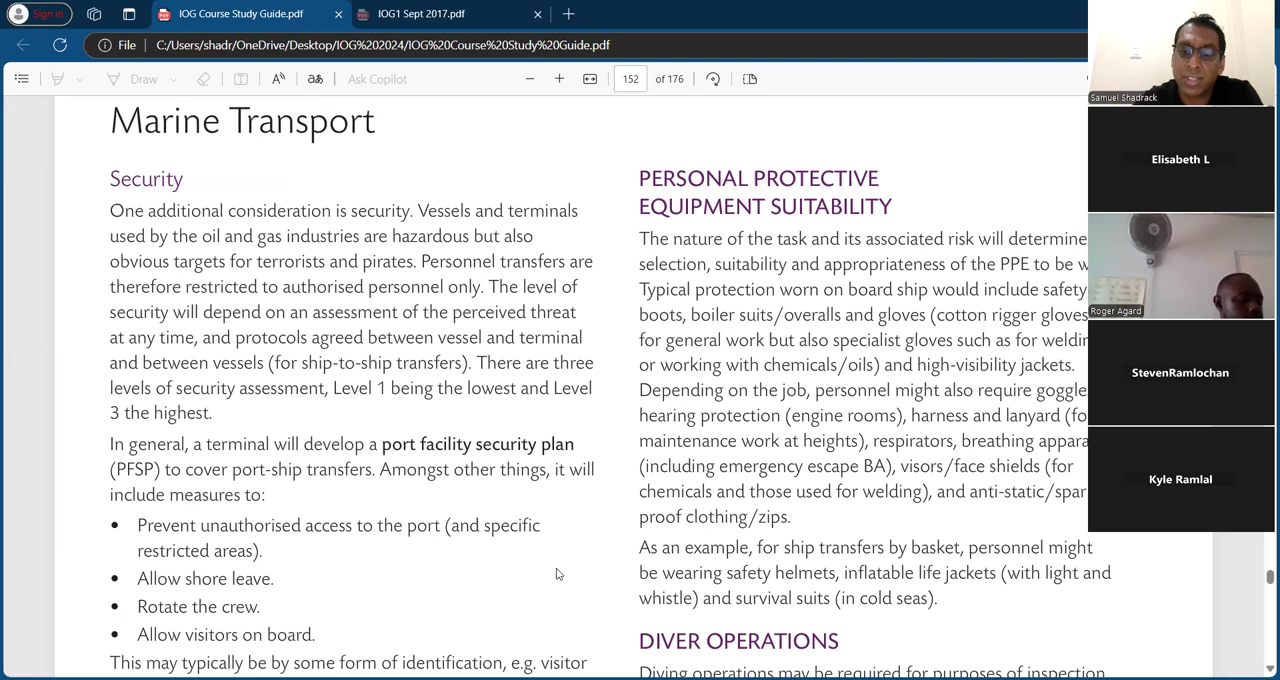 Sign in
IOG Course Study Guide.pdf
IOG1 Sept 2017.pdf
File
C:/Users/shadr/OneDrive/Desktop/IOG%202024/IOG%20Course%20Study%20Guide.pdf
Draw
Ask Copilot
152 of 176
Marine Transport
Security
One additional consideration is security. Vessels and terminals
used by the oil and gas industries are hazardous but also
obvious targets for terrorists and pirates. Personnel transfers are
therefore restricted to authorised personnel only. The level of
security will depend on an assessment of the perceived threat
at any time, and protocols agreed between vessel and terminal
and between vessels (for ship-to-ship transfers). There are three
levels of security assessment, Level 1 being the lowest and Level
3 the highest.
In general, a terminal will develop a port facility security plan
(PFSP) to cover port-ship transfers. Amongst other things, it will
include measures to:
• Prevent unauthorised access to the port (and specific
restricted areas).
• Allow shore leave.
• Rotate the crew.
• Allow visitors on board.
This may typically be by some form of identification, e.g. visitor
PERSONAL PROTECTIVE
EQUIPMENT SUITABILITY
The nature of the task and its associated risk will determine
selection, suitability and appropriateness of the PPE to be w
Typical protection worn on board ship would include safety
boots, boiler suits/overalls and gloves (cotton rigger gloves
for general work but also specialist gloves such as for weldin
or working with chemicals/oils) and high-visibility jackets.
Depending on the job, personnel might also require goggle
hearing protection (engine rooms), harness and lanyard (fo
maintenance work at heights), respirators, breathing appara
(including emergency escape BA), visors/face shields (for
chemicals and those used for welding), and anti-static/spar
proof clothing/zips.
As an example, for ship transfers by basket, personnel might
be wearing safety helmets, inflatable life jackets (with light and
whistle) and survival suits (in cold seas).
DIVER OPERATIONS
Diving operations may be required for purposes of inspection
Samuel Shadrack
Elisabeth L
Roger Agard
StevenRamlochan
Kyle Ramlal